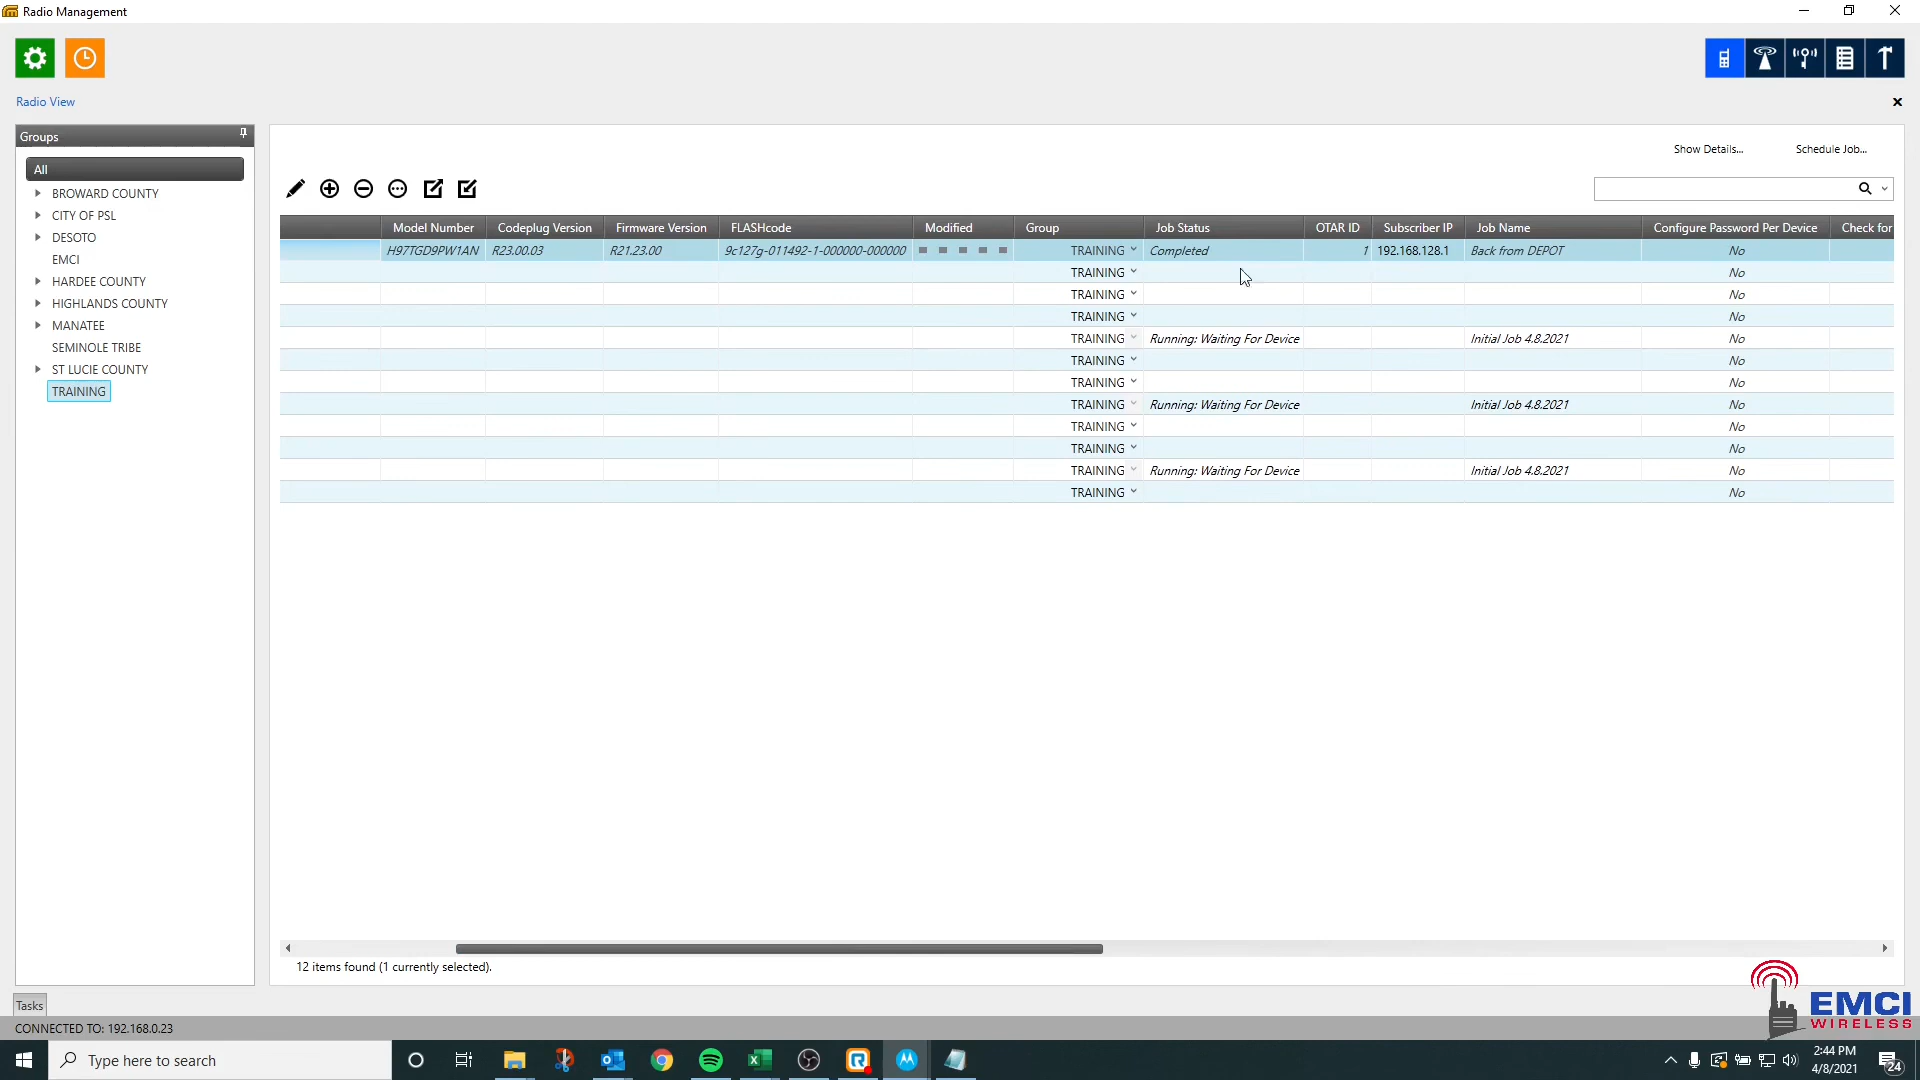 Radio Management
Radio View
Groups
All
BROWARD COUNTY
CITY OF PSL
DESOTO
EMCI
HARDEE COUNTY
HIGHLANDS COUNTY
MANATEE
SEMINOLE TRIBE
ST LUCIE COUNTY
TRAINING
Show Details... Schedule Job...
Model Number Codeplug Version Firmware Version FLASHcode Modified Group Job Status OTAR ID Subscriber IP Job Name Configure Password Per Device Check for
H97TGD9PW1AN R23.00.03 R21.23.00 9c127g-011492-1-000000-000000 TRAINING Completed 1 192.168.128.1 Back from DEPOT No
TRAINING No
TRAINING No
TRAINING No
TRAINING Running: Waiting For Device Initial Job 4.8.2021 No
TRAINING No
TRAINING No
TRAINING Running: Waiting For Device Initial Job 4.8.2021 No
TRAINING No
TRAINING No
TRAINING Running: Waiting For Device Initial Job 4.8.2021 No
TRAINING No
12 items found (1 currently selected).
Tasks
CONNECTED TO: 192.168.0.23
EMCI
WIRELESS
Type here to search
2:44 PM
4/8/2021
24